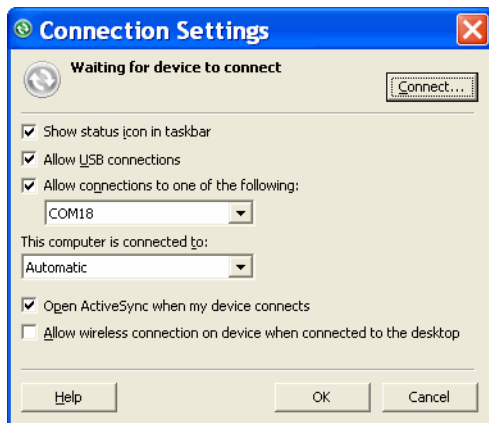 Connection Settings
Waiting for device to connect
Connect...
Show status icon in taskbar
Allow USB connections
Allow connections to one of the following:
COM18
This computer is connected to:
Automatic
Open ActiveSync when my device connects
Allow wireless connection on device when connected to the desktop
Help OK Cancel